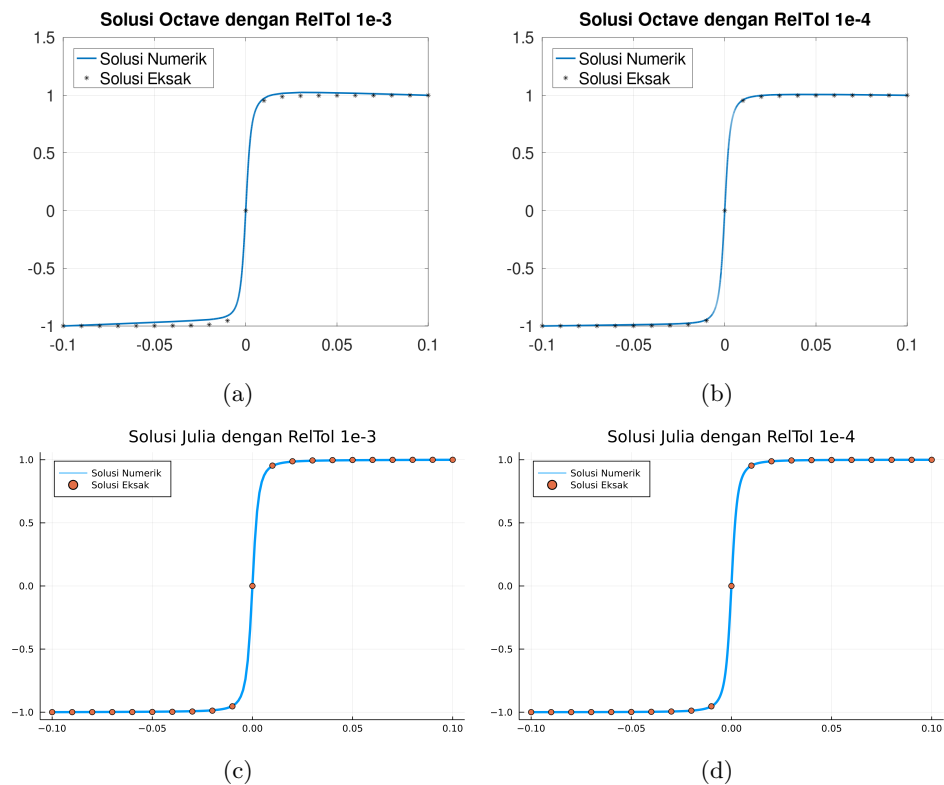 Solusi Octave dengan RelTol 1e-3
1.5
1
0.5
0
-0.5
-1
-0.1
-0.05
0
0.05
0.1
Solusi Numerik
Solusi Eksak
(a)
Solusi Octave dengan RelTol 1e-4
1.5
1
0.5
0
-0.5
-1
-0.1
-0.05
0
0.05
0.1
Solusi Numerik
Solusi Eksak
(b)
Solusi Julia dengan RelTol 1e-3
1.0
0.5
0.0
−0.5
−1.0
−0.10
−0.05
0.00
0.05
0.10
Solusi Numerik
Solusi Eksak
(c)
Solusi Julia dengan RelTol 1e-4
1.0
0.5
0.0
−0.5
−1.0
−0.10
−0.05
0.00
0.05
0.10
Solusi Numerik
Solusi Eksak
(d)